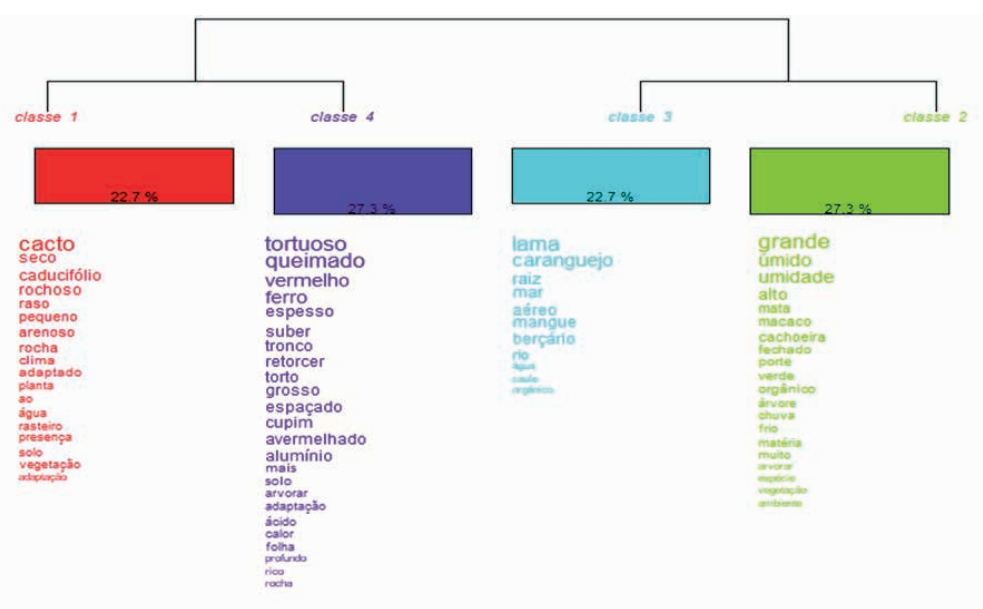 classe 1
classe 4
classe 3
classe 2
22.7 %
27.3 %
22.7 %
27.3 %
cacto
seco
caducifólio
rochoso
raso
pequeno
arenoso
rocha
clima
adaptado
planta
ao
água
rasteiro
presença
solo
vegetação
adaptação
tortuoso
queimado
vermelho
ferro
espesso
suber
tronco
retorcer
torto
grosso
espaçado
cupim
avermelhado
alumínio
mais
solo
arvorar
adaptação
ácido
calor
folha
profundo
rico
rocha
lama
caranguejo
raiz
mar
aéreo
mangue
berçário
rio
água
caule
orgânico
grande
úmido
umidade
alto
mata
macaco
cachoeira
fechado
porte
verde
orgânico
árvore
chuva
frio
matéria
muito
arvorar
espécie
vegetação
ambiente